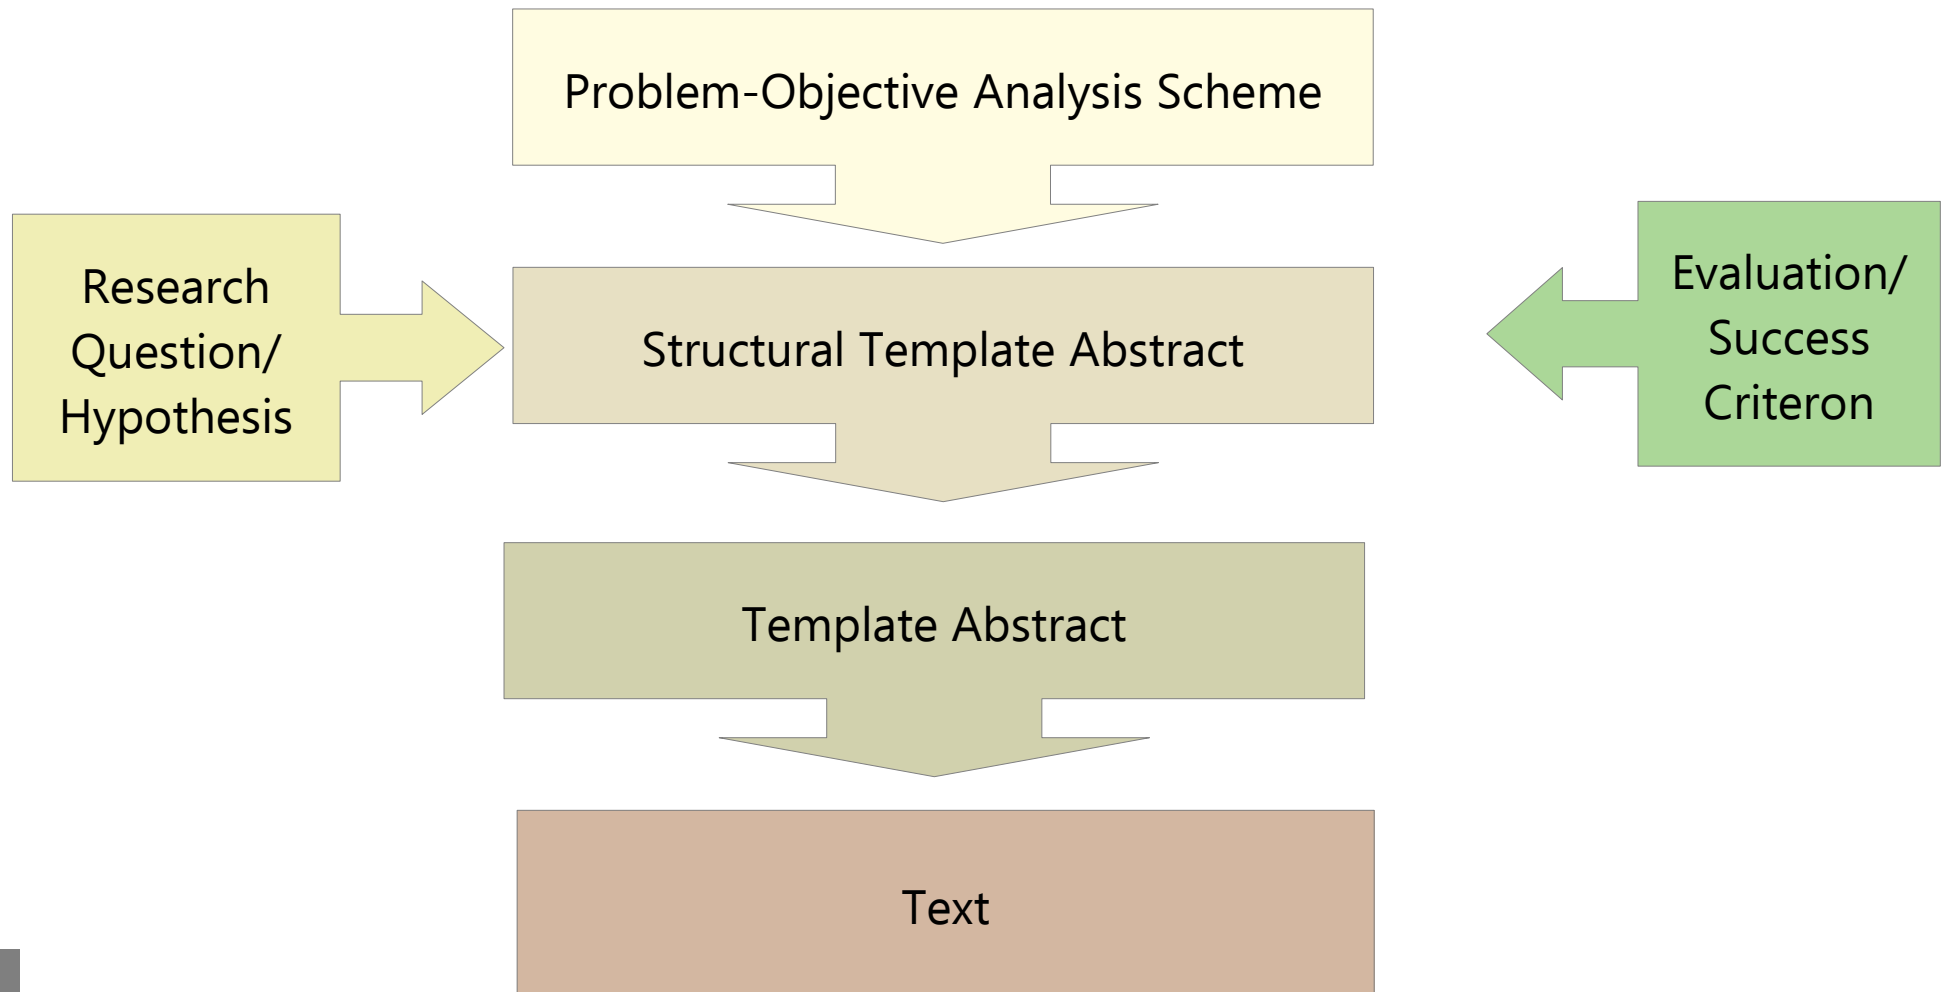 Problem-Objective Analysis Scheme
Research
Question/
Hypothesis
Structural Template Abstract
Evaluation/
Success
Criteron
Template Abstract
Text